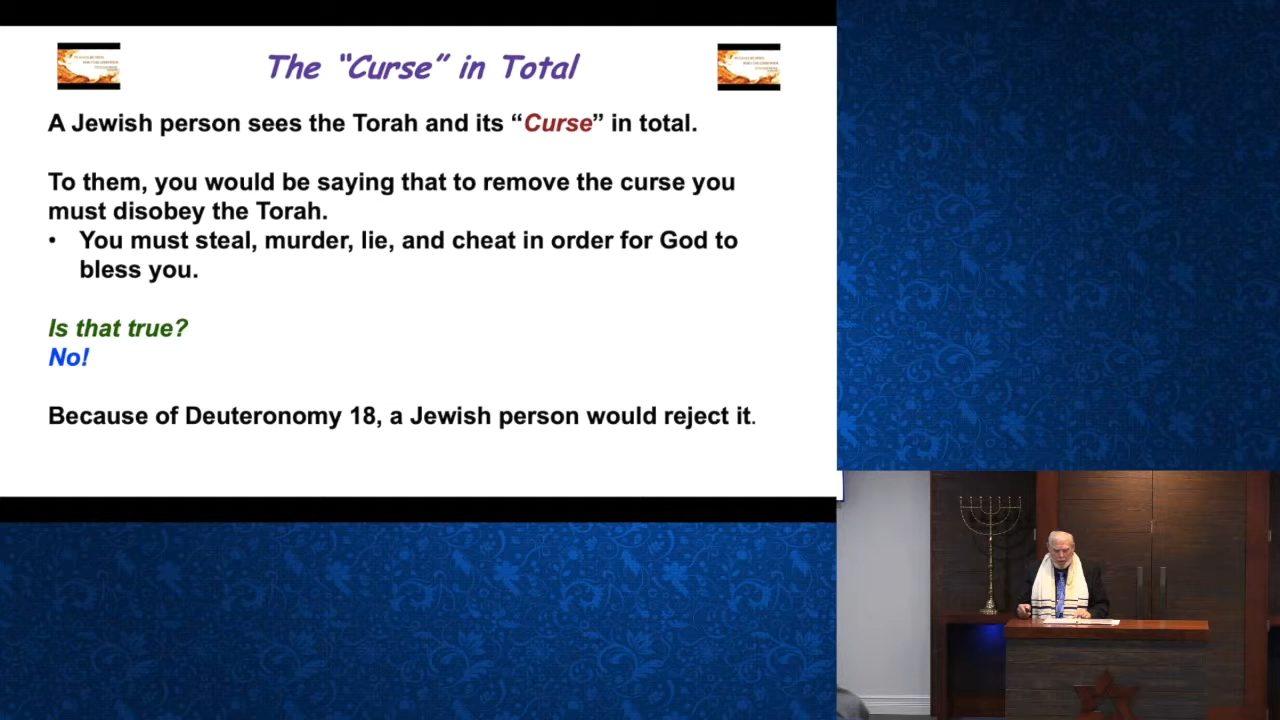 The “Curse” in Total
A Jewish person sees the Torah and its “Curse” in total.
To them, you would be saying that to remove the curse you
must disobey the Torah.
• You must steal, murder, lie, and cheat in order for God to
bless you.
Is that true?
No!
Because of Deuteronomy 18, a Jewish person would reject it.